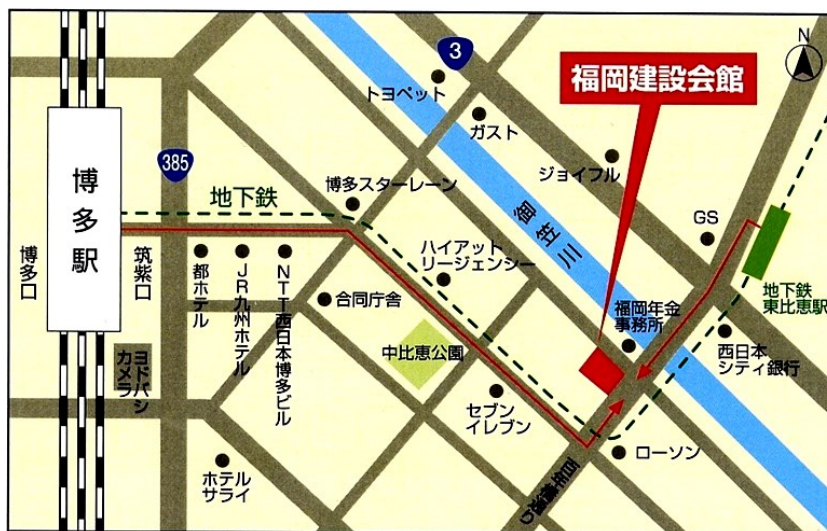 3
N
福岡建設会館
トヨペット
ガスト
ジョイフル
385
博多スターレーン
地下鉄
御笠川
GS
博多駅
博多口
筑紫口
都ホテル
JR九州ホテル
NTT西日本博多ビル
ハイアット
リージェンシー
合同庁舎
中比恵公園
福岡年金
事務所
地下鉄
東比恵駅
西日本
シティ銀行
ヨドバシ
カメラ
セブン
イレブン
ローソン
ホテル
サライ